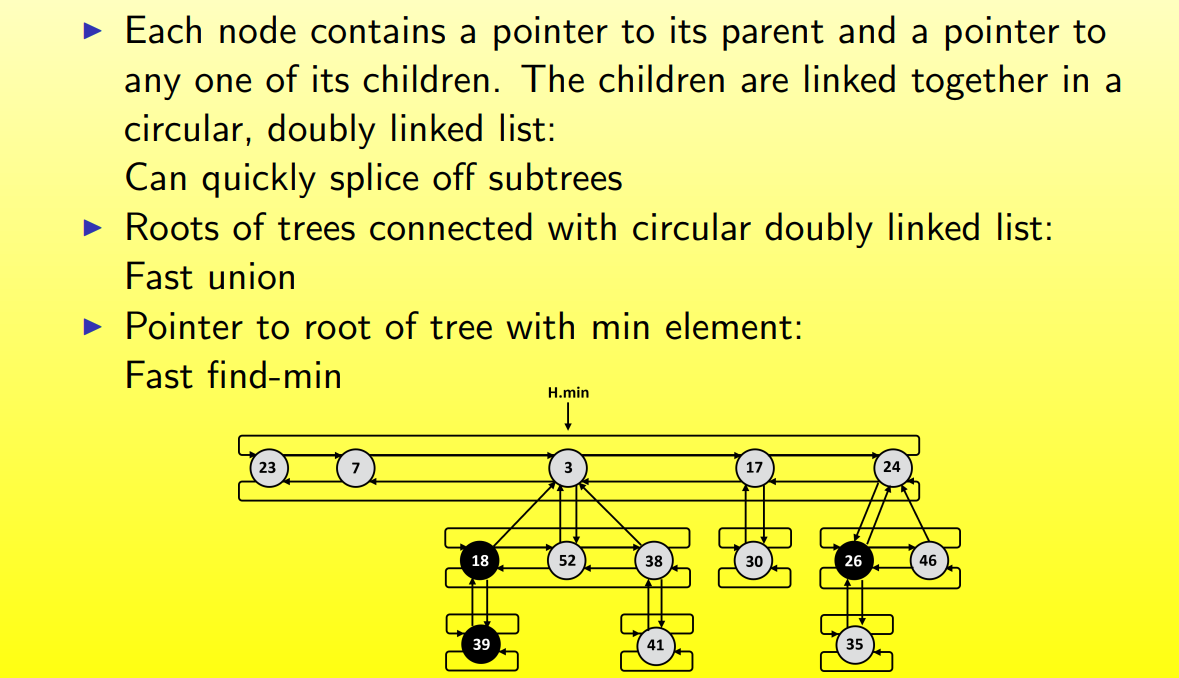 Each node contains a pointer to its parent and a pointer to
any one of its children. The children are linked together in a
circular, doubly linked list:
Can quickly splice off subtrees
Roots of trees connected with circular doubly linked list:
Fast union
Pointer to root of tree with min element:
Fast find-min
H.min
23 7 3 17 24
18 52 38 30 26 46
39 41 35